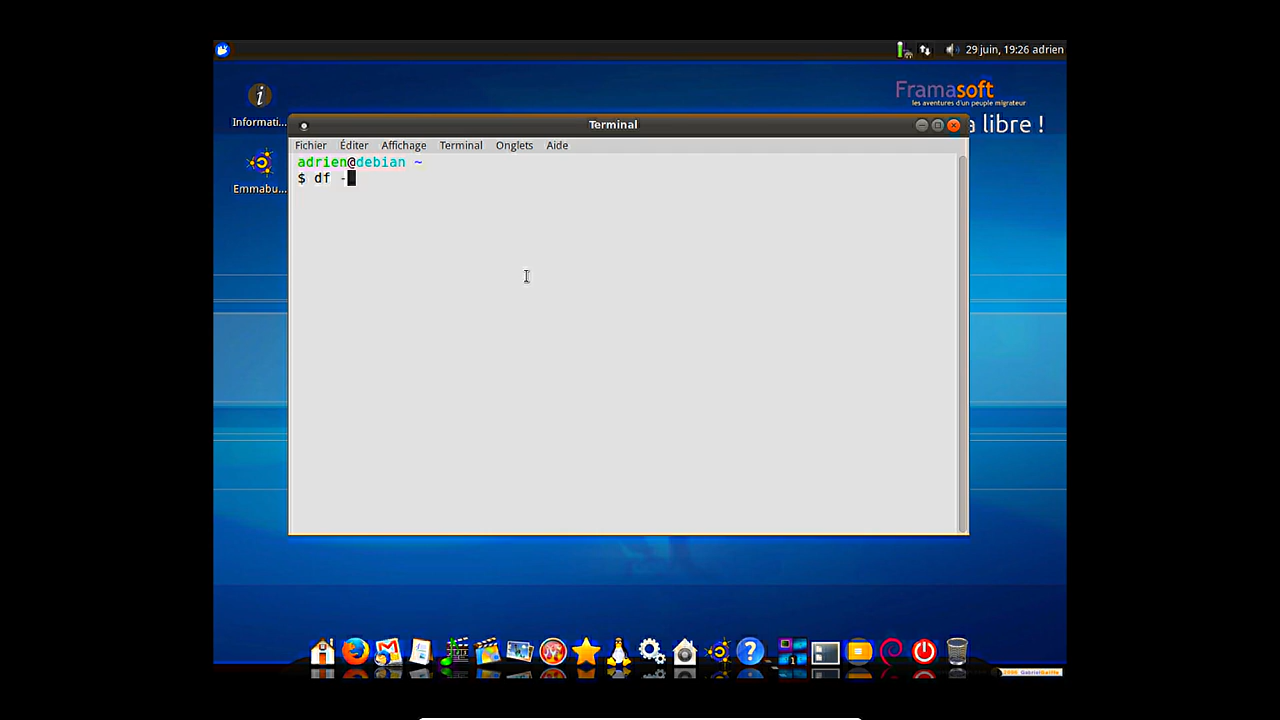 29 juin, 19:26 adrien
Framasoft
les aventures d'un peuple migrateur
a libre !
Informati...
Emmabu...
Terminal
Fichier Éditer Affichage Terminal Onglets Aide
adrien@debian ~
$ df -
1